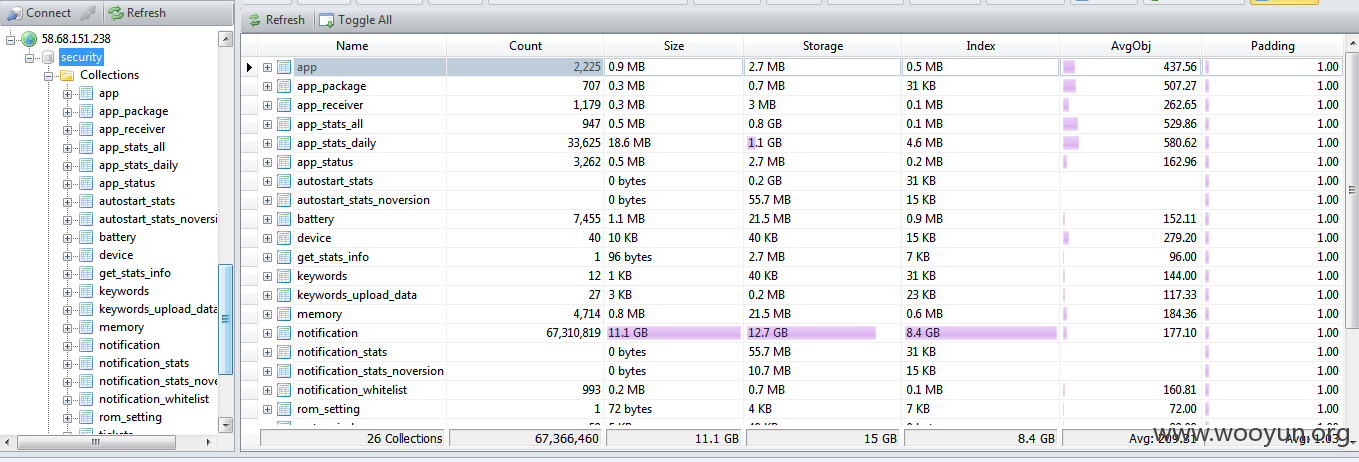 Connect Refresh
58.68.151.238
security
Collections
app
app_package
app_receiver
app_stats_all
app_stats_daily
app_status
autostart_stats
autostart_stats_noversi
battery
device
get_stats_info
keywords
keywords_upload_data
memory
notification
notification_stats
notification_stats_nove
notification_whitelist
rom_setting
Refresh Toggle All
Name Count Size Storage Index AvgObj Padding
app 2,225 0.9 MB 2.7 MB 0.5 MB 437.56 1.00
app_package 707 0.3 MB 0.7 MB 31 KB 507.27 1.00
app_receiver 1,179 0.3 MB 3 MB 0.1 MB 262.65 1.00
app_stats_all 947 0.5 MB 0.8 GB 0.1 MB 529.86 1.00
app_stats_daily 33,625 18.6 MB 1.1 GB 4.6 MB 580.62 1.00
app_status 3,262 0.5 MB 2.7 MB 0.2 MB 162.96 1.00
autostart_stats 0 bytes 0.2 GB 31 KB 1.00
autostart_stats_noversion 0 bytes 55.7 MB 15 KB 1.00
battery 7,455 1.1 MB 21.5 MB 0.9 MB 152.11 1.00
device 40 10 KB 40 KB 15 KB 279.20 1.00
get_stats_info 1 96 bytes 2.7 MB 7 KB 96.00 1.00
keywords 12 1 KB 40 KB 31 KB 144.00 1.00
keywords_upload_data 27 3 KB 0.2 MB 23 KB 117.33 1.00
memory 4,714 0.8 MB 21.5 MB 0.6 MB 184.36 1.00
notification 67,310,819 11.1 GB 12.7 GB 8.4 GB 177.10 1.00
notification_stats 0 bytes 55.7 MB 31 KB 1.00
notification_stats_noversion 0 bytes 10.7 MB 15 KB 1.00
notification_whitelist 993 0.2 MB 0.7 MB 0.1 MB 160.81 1.00
rom_setting 1 72 bytes 4 KB 7 KB 72.00 1.00
26 Collections 67,366,460 11.1 GB 15 GB 8.4 GB Avg: 209.31 Avg: 1.03
www.wooyun.org